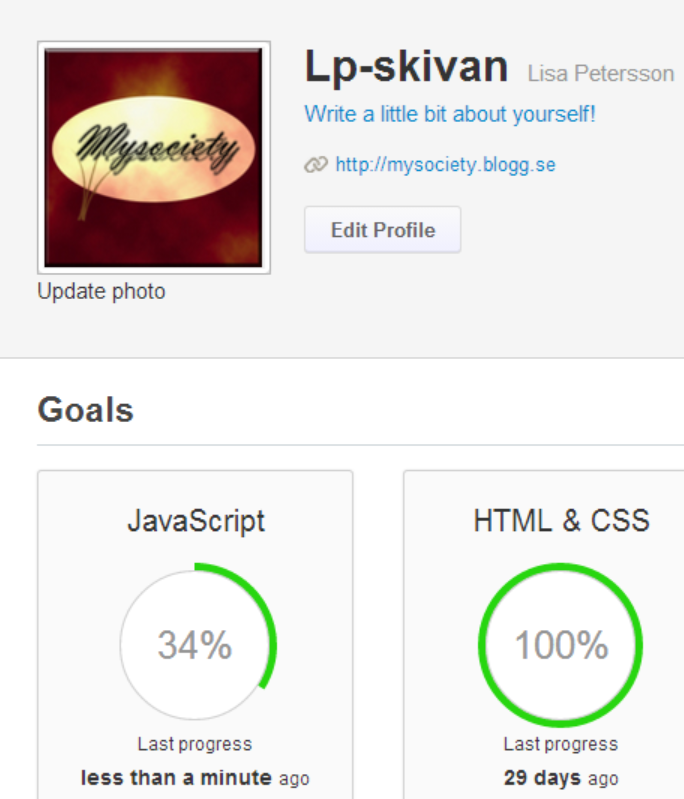 Mysociety
Lp-skivan Lisa Petersson
Write a little bit about yourself!
http://mysociety.blogg.se
Edit Profile
Update photo
Goals
JavaScript
34%
Last progress
less than a minute ago
HTML & CSS
100%
Last progress
29 days ago